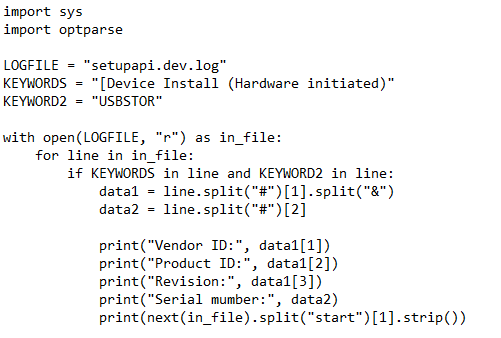 import sys
import optparse

LOGFILE = "setupapi.dev.log"
KEYWORDS = "[Device Install (Hardware initiated)"
KEYWORD2 = "USBSTOR"

with open(LOGFILE, "r") as in_file:
    for line in in_file:
        if KEYWORDS in line and KEYWORD2 in line:
            data1 = line.split("#")[1].split("&")
            data2 = line.split("#")[2]

            print("Vendor ID:", data1[1])
            print("Product ID:", data1[2])
            print("Revision:", data1[3])
            print("Serial mumber:", data2)
            print(next(in_file).split("start")[1].strip())